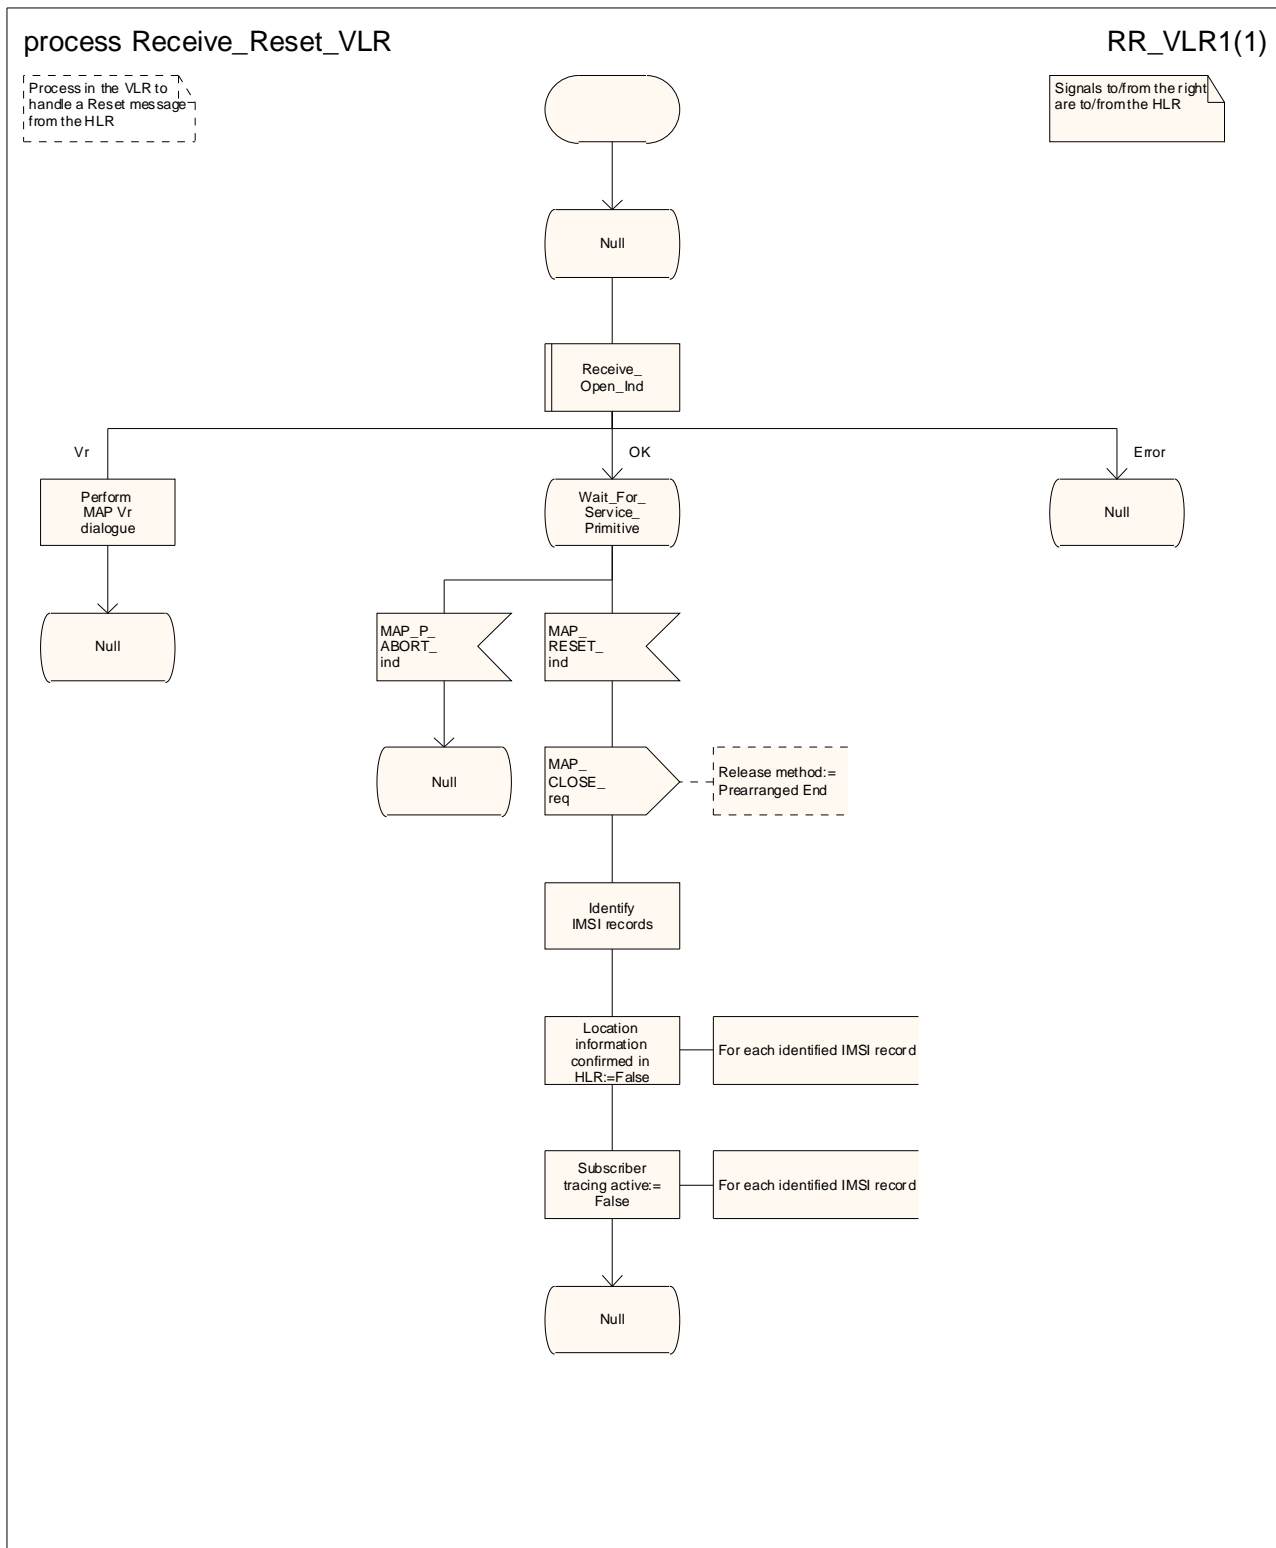 process Receive_Reset_VLR
RR_VLR1(1)
Process in the VLR to
handle a Reset message
from the HLR
Signals to/from the right
are to/from the HLR
Null
Receive_
Open_Ind
Vr
OK
Error
Perform
MAP Vr
dialogue
Wait_For_
Service_
Primitive
Null
Null
MAP_P_
ABORT_
ind
MAP_
RESET_
ind
Null
MAP_
CLOSE_
req
Release method:=
Prearranged End
Identify
IMSI records
Location
information
confirmed in
HLR:=False
For each identified IMSI record
Subscriber
tracing active:=
False
For each identified IMSI record
Null